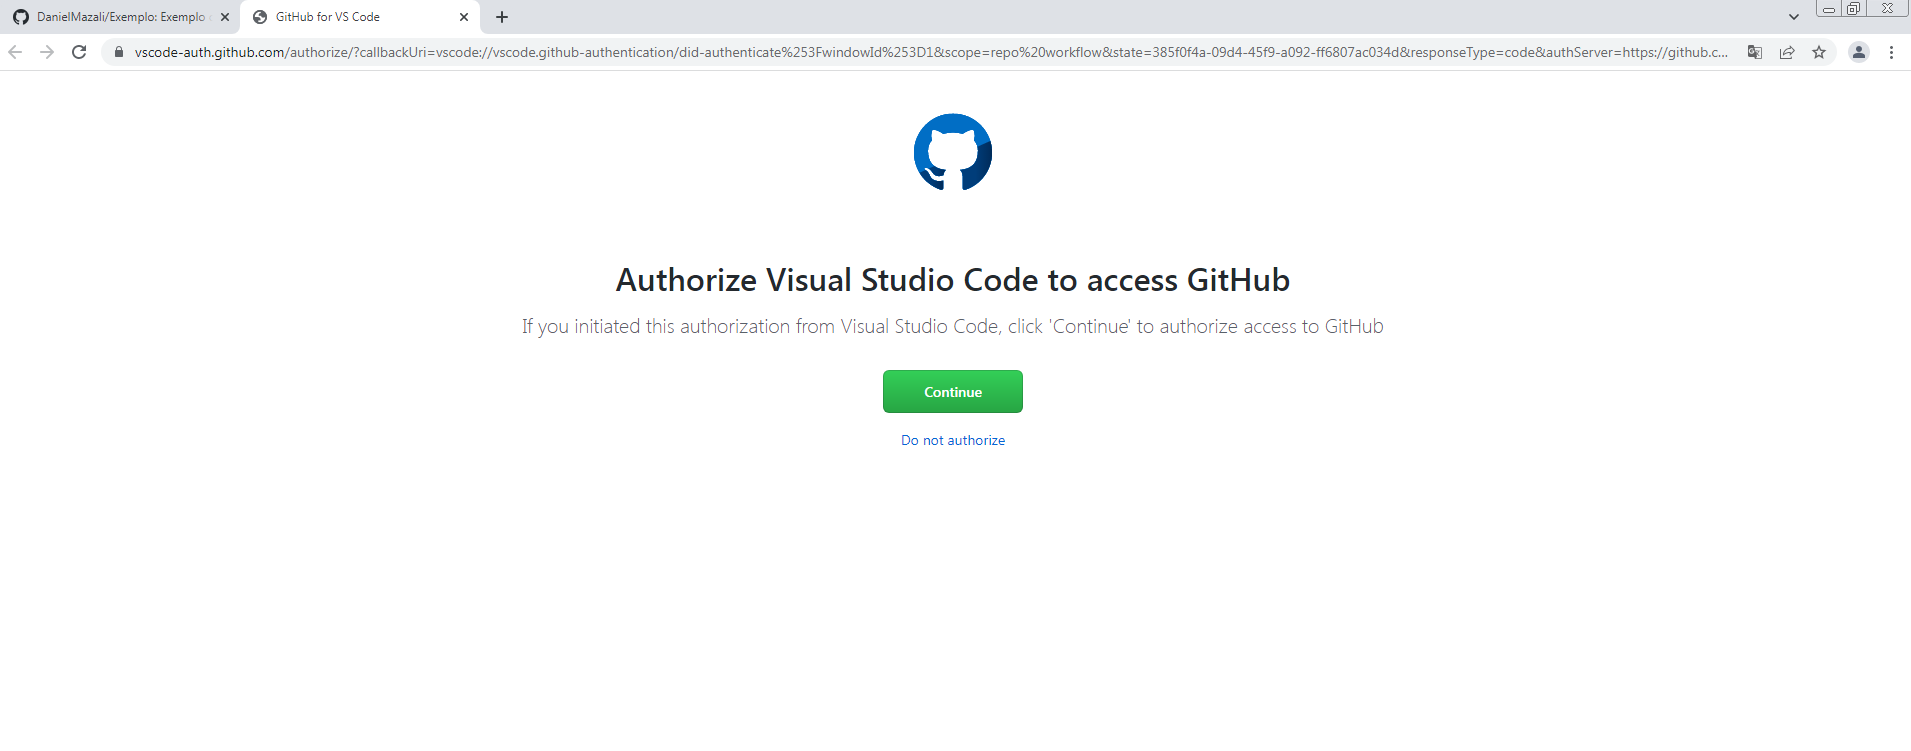 DanielMazali/Exemplo: Exemplo
GitHub for VS Code
vscode-auth.github.com/authorize/?callbackUri=vscode://vscode.github-authentication/did-authenticate%253FwindowId%253D1&scope=repo%20workflow&state=385f0f4a-09d4-45f9-a092-ff6807ac034d&responseType=code&authServer=https://github.c...
Authorize Visual Studio Code to access GitHub
If you initiated this authorization from Visual Studio Code, click 'Continue' to authorize access to GitHub
Continue
Do not authorize